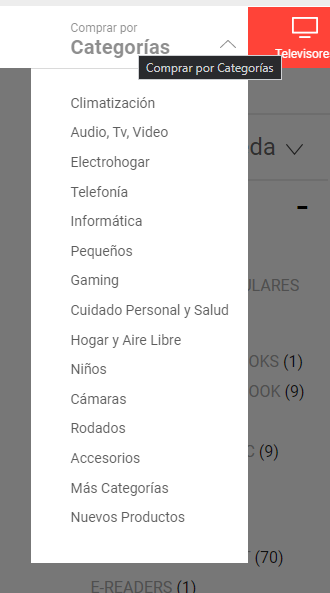 Comprar por
Categorías
Comprar por Categorías
Televisore
Climatización
Audio, Tv, Video
Electrohogar
da
Telefonía
Informática
-
Pequeños
Gaming
ULARES
Cuidado Personal y Salud
Hogar y Aire Libre
OOKS (1)
Niños
OOK (9)
Cámaras
Rodados
C (9)
Accesorios
Más Categorías
Nuevos Productos
T (70)
E-READERS (1)